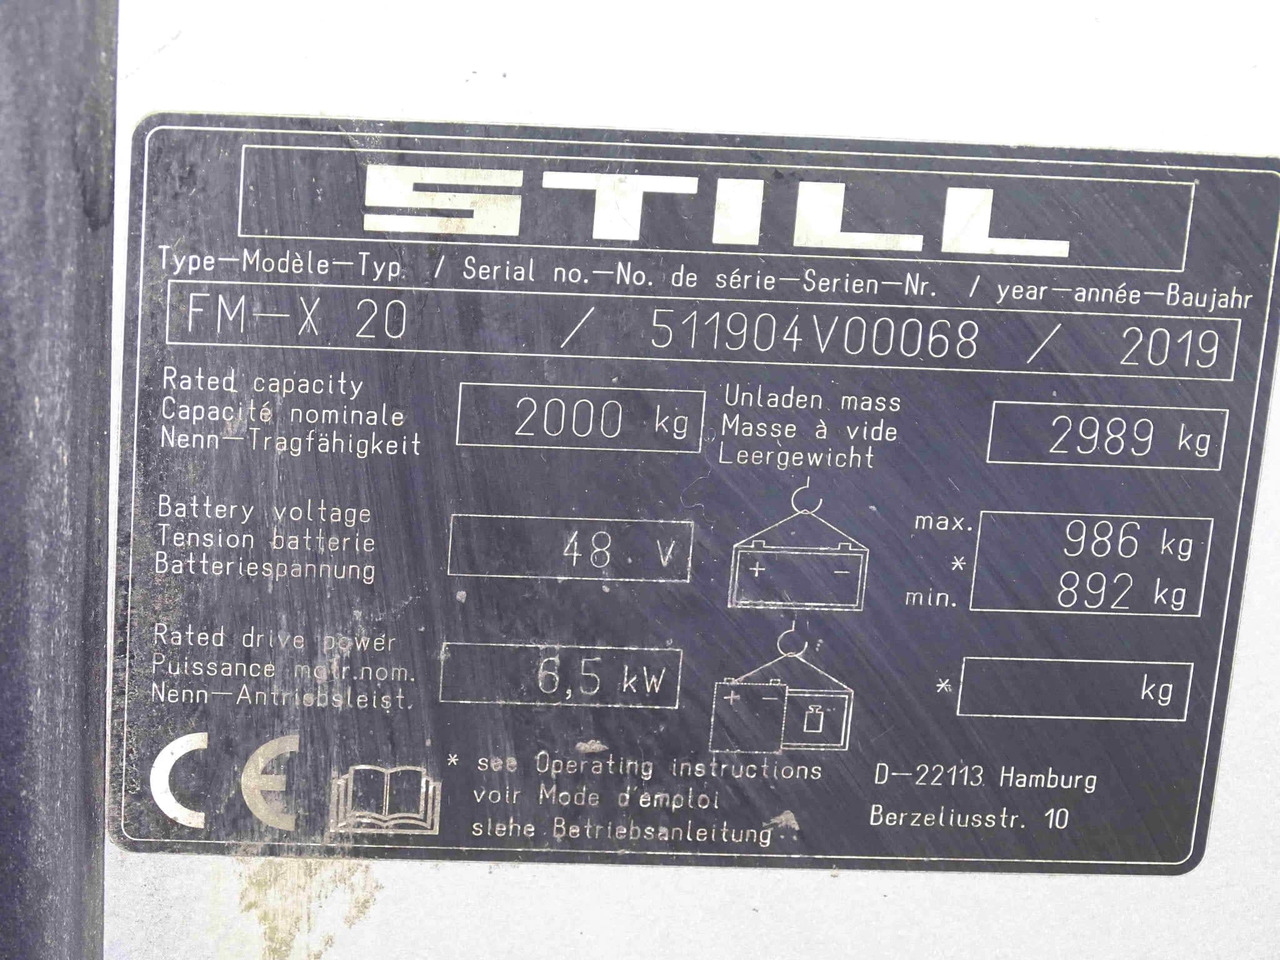 STILL
Type-Modèle-Typ. / Serial no.-No. de série-Serien-Nr. / year-année-Baujahr
FM-X 20 / 511904V00068 / 2019
Rated capacity
Capacité nominale
Nenn-Tragfähigkeit
2000 kg
Unladen mass
Masse à vide
Leergewicht
2989 kg
Battery voltage
Tension batterie
Batteriespannung
48 V
+ -
max. 986 kg
*
min. 892 kg
Rated drive power
Puissance motr.nom.
Nenn-Antriebsleist.
6,5 kW
+ -
* kg
CE
* see Operating instructions
voir Mode d'emploi
siehe Betriebsanleitung
D-22113 Hamburg
Berzeliusstr. 10